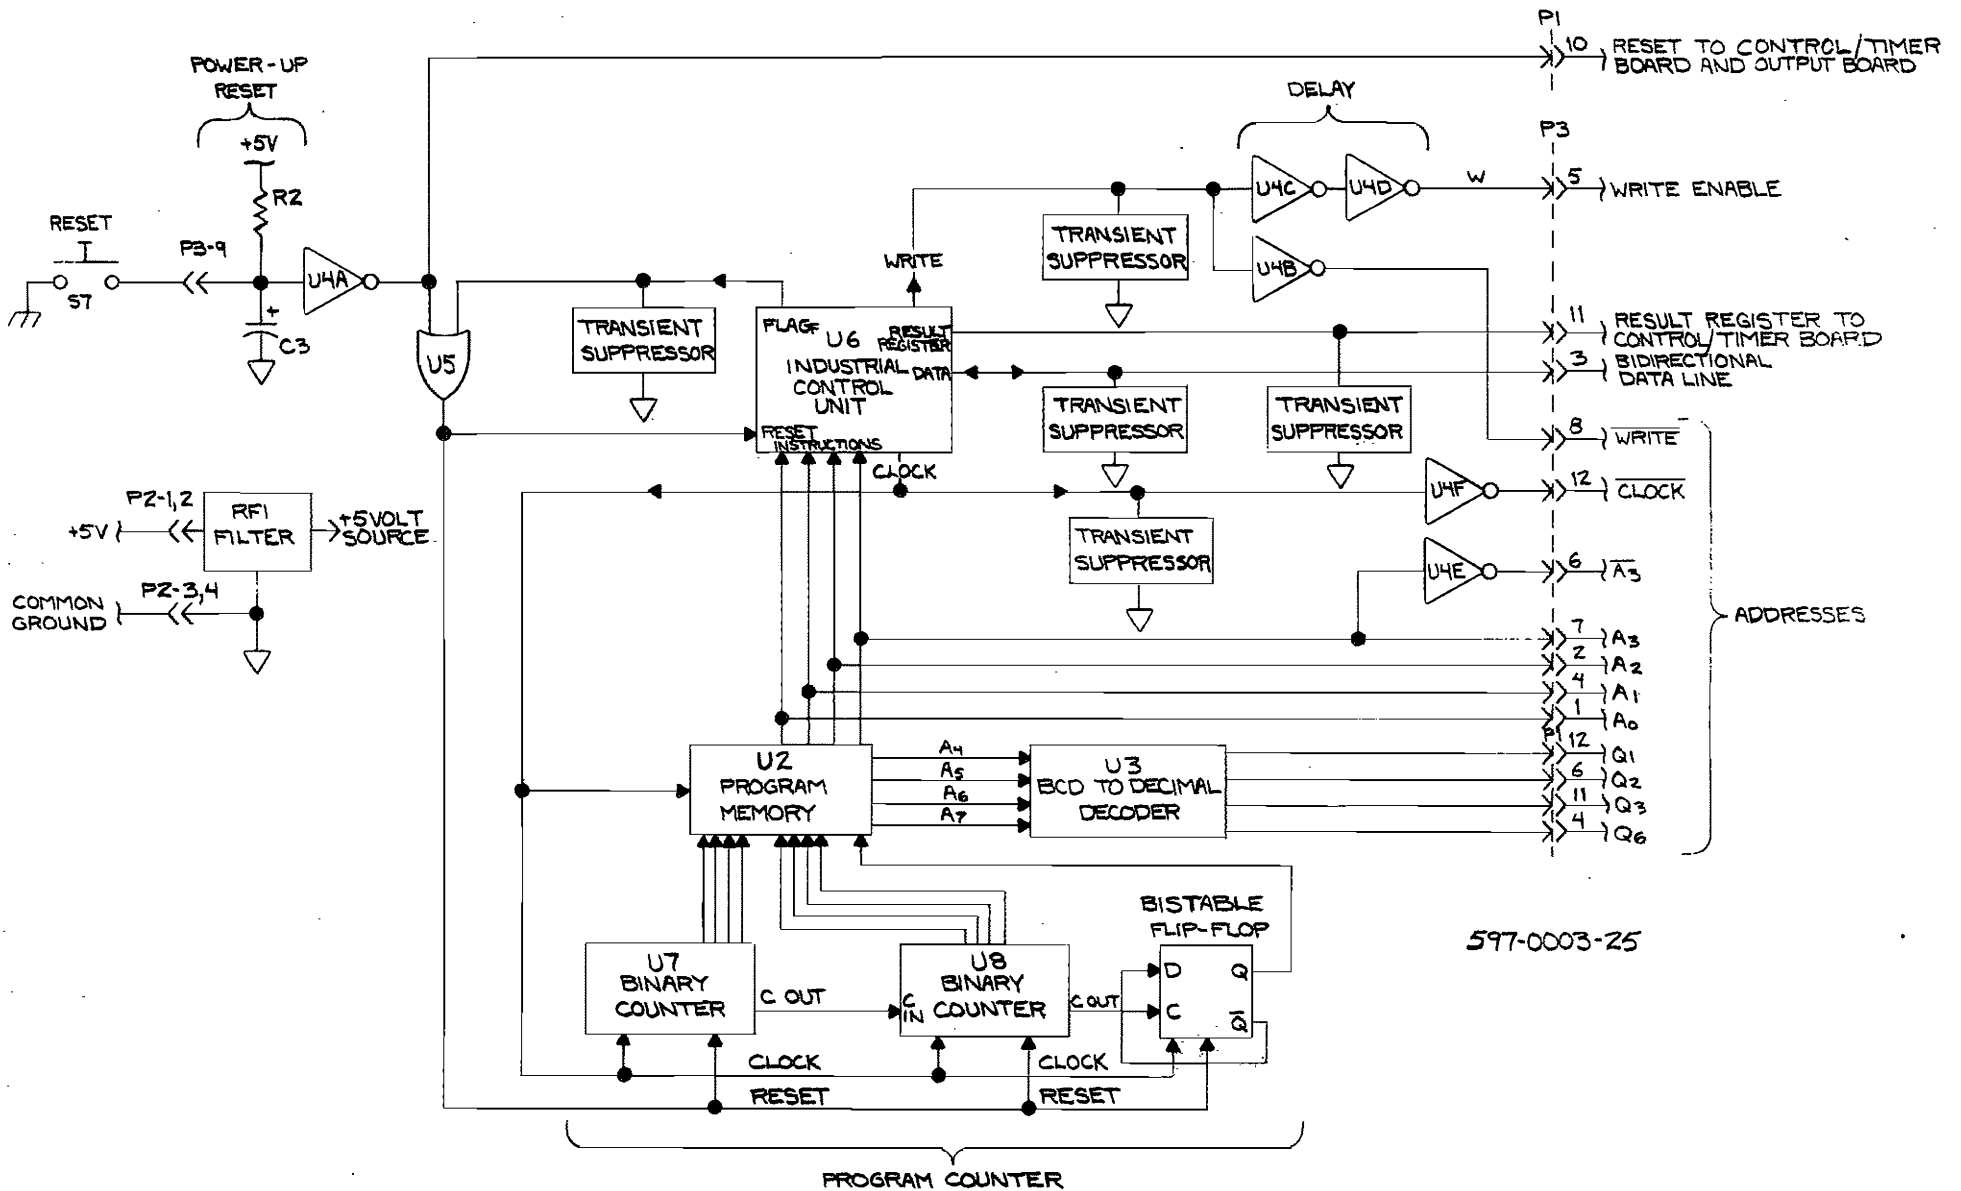 P1
10
RESET TO CONTROL/TIMER
BOARD AND OUTPUT BOARD
POWER-UP
RESET
+5V
R2
DELAY
P3
U4C
U4D
W
5
WRITE ENABLE
RESET
S7
P3-9
U4A
+
C3
TRANSIENT
SUPPRESSOR
U4B
WRITE
U5
TRANSIENT
SUPPRESSOR
FLAGF
U6
RESULT
REGISTER
INDUSTRIAL
CONTROL
UNIT
DATA
RESET
INSTRUCTIONS
CLOCK
11
RESULT REGISTER TO
CONTROL/TIMER BOARD
3
BIDIRECTIONAL
DATA LINE
TRANSIENT
SUPPRESSOR
TRANSIENT
SUPPRESSOR
8
WRITE
U4F
12
CLOCK
P2-1,2
+5V
RFI
FILTER
+5VOLT
SOURCE
P2-3,4
COMMON
GROUND
TRANSIENT
SUPPRESSOR
U4E
6
A3
ADDRESSES
7
A3
2
A2
4
A1
1
A0
P1
12
Q1
6
Q2
11
Q3
4
Q6
U2
PROGRAM
MEMORY
A4
A5
A6
A7
U3
BCD TO DECIMAL
DECODER
BISTABLE
FLIP-FLOP
597-0003-25
U7
BINARY
COUNTER
C OUT
U8
BINARY
COUNTER
C
IN
C OUT
D
Q
C
Q̅
CLOCK
CLOCK
RESET
RESET
PROGRAM COUNTER